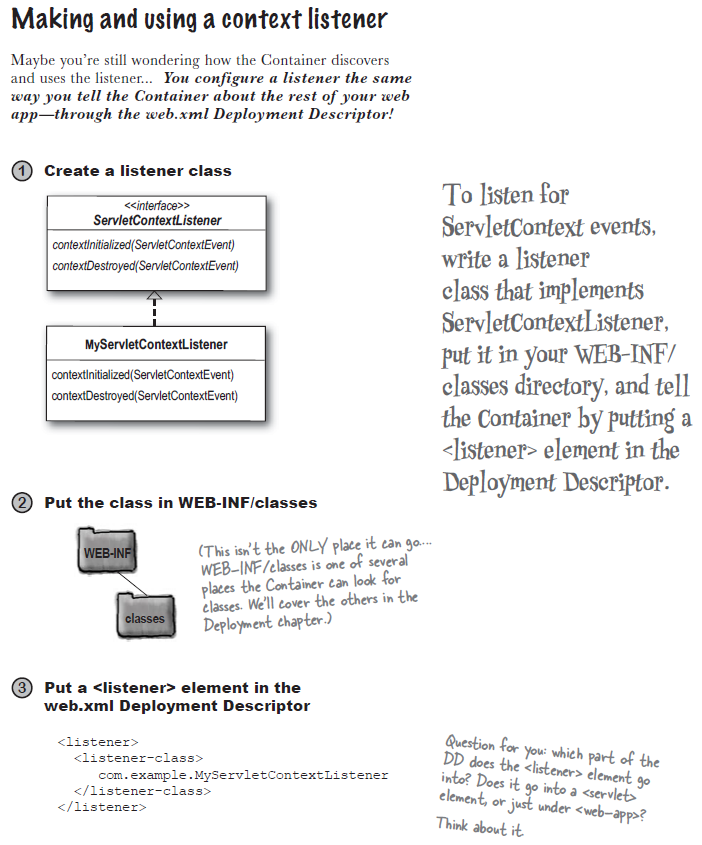 Making and using a context listener
Maybe you're still wondering how the Container discovers
and uses the listener... You configure a listener the same
way you tell the Container about the rest of your web
app—through the web.xml Deployment Descriptor!
1 Create a listener class
<<interface>>
ServletContextListener
contextInitialized(ServletContextEvent)
contextDestroyed(ServletContextEvent)
MyServletContextListener
contextInitialized(ServletContextEvent)
contextDestroyed(ServletContextEvent)
To listen for
ServletContext events,
write a listener
class that implements
ServletContextListener,
put it in your WEB-INF/
classes directory, and tell
the Container by putting a
<listener> element in the
Deployment Descriptor.
2 Put the class in WEB-INF/classes
WEB-INF
classes
(This isn't the ONLY place it can go....
WEB-INF/classes is one of several
places the Container can look for
classes. We'll cover the others in the
Deployment chapter.)
3 Put a <listener> element in the
web.xml Deployment Descriptor
<listener>
<listener-class>
com.example.MyServletContextListener
</listener-class>
</listener>
Question for you: which part of the
DD does the <listener> element go
into? Does it go into a <servlet>
element, or just under <web-app>?
Think about it.